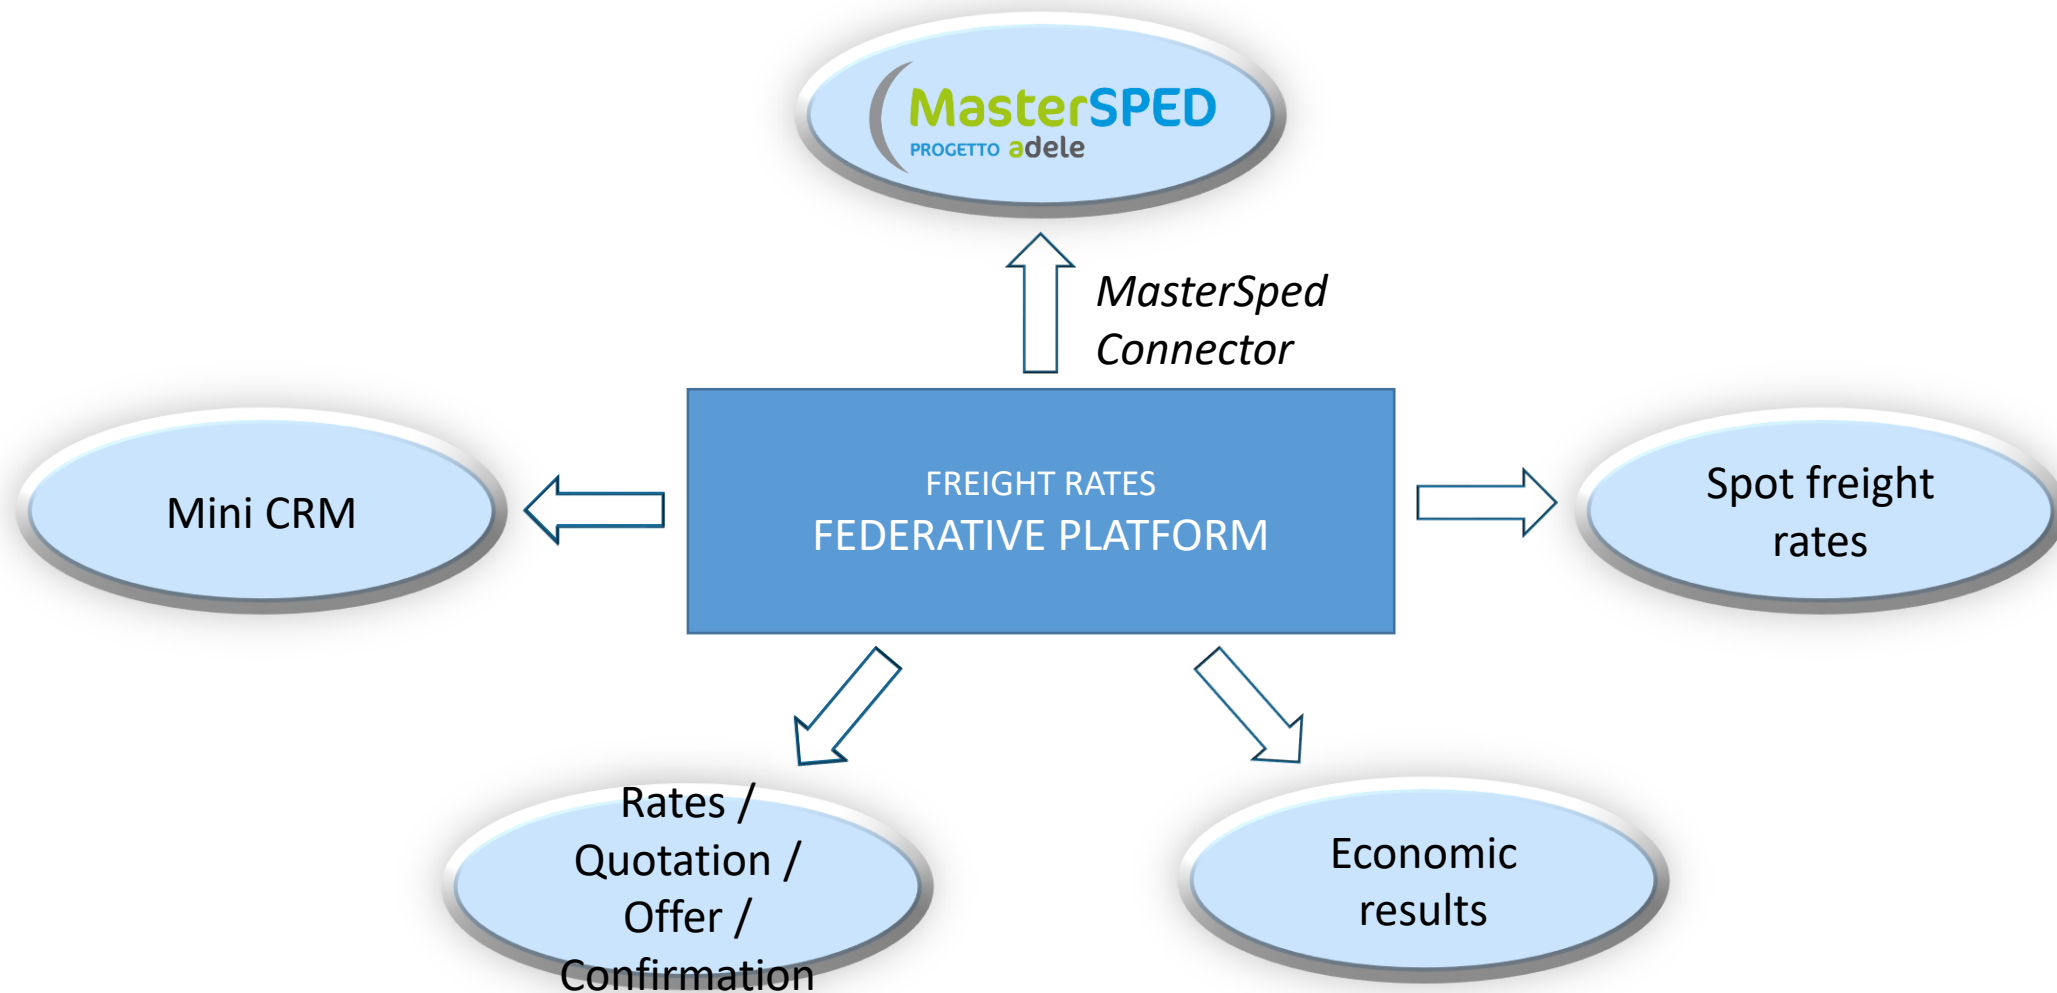 MasterSPED
PROGETTO adele
MasterSped
Connector
Mini CRM
FREIGHT RATES
FEDERATIVE PLATFORM
Spot freight
rates
Rates /
Quotation /
Offer /
Confirmation
Economic
results